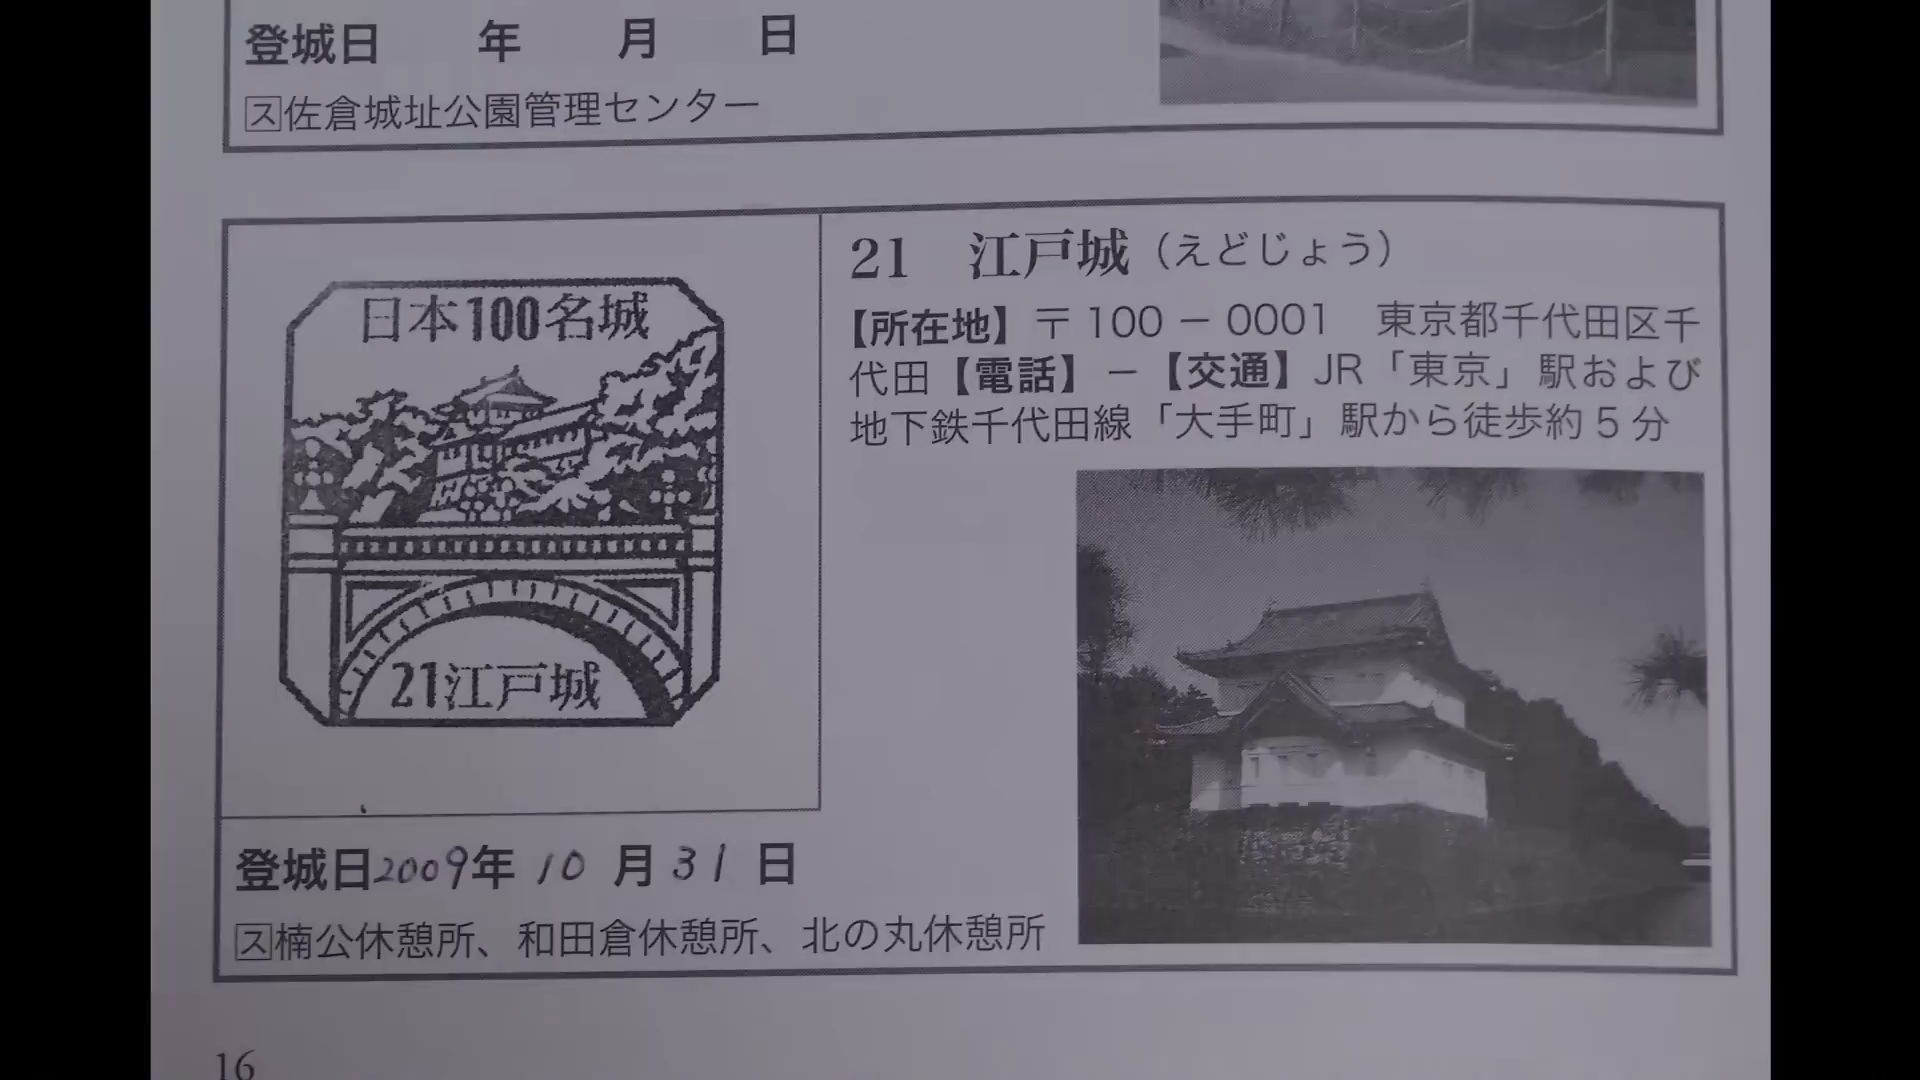 登城日　　年　　月　　日
ス佐倉城址公園管理センター
日本100名城
21江戸城
21　江戸城（えどじょう）
【所在地】〒100－0001　東京都千代田区千
代田【電話】－【交通】JR「東京」駅および
地下鉄千代田線「大手町」駅から徒歩約5分
登城日2009年10月31日
ス楠公休憩所、和田倉休憩所、北の丸休憩所
16